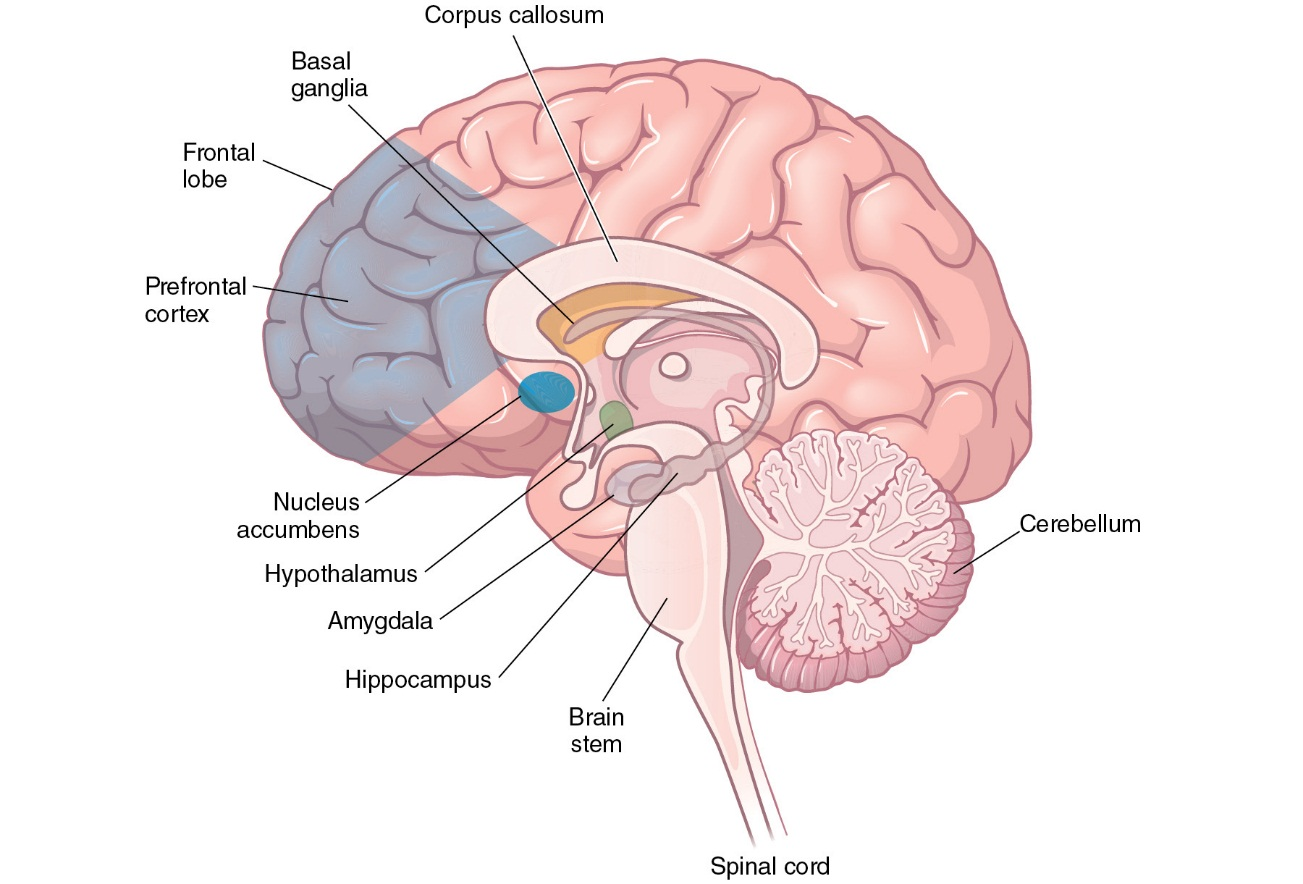 Corpus callosum
Basal
ganglia
Frontal
lobe
Prefrontal
cortex
Nucleus
accumbens
Hypothalamus
Amygdala
Hippocampus
Brain
stem
Cerebellum
Spinal cord